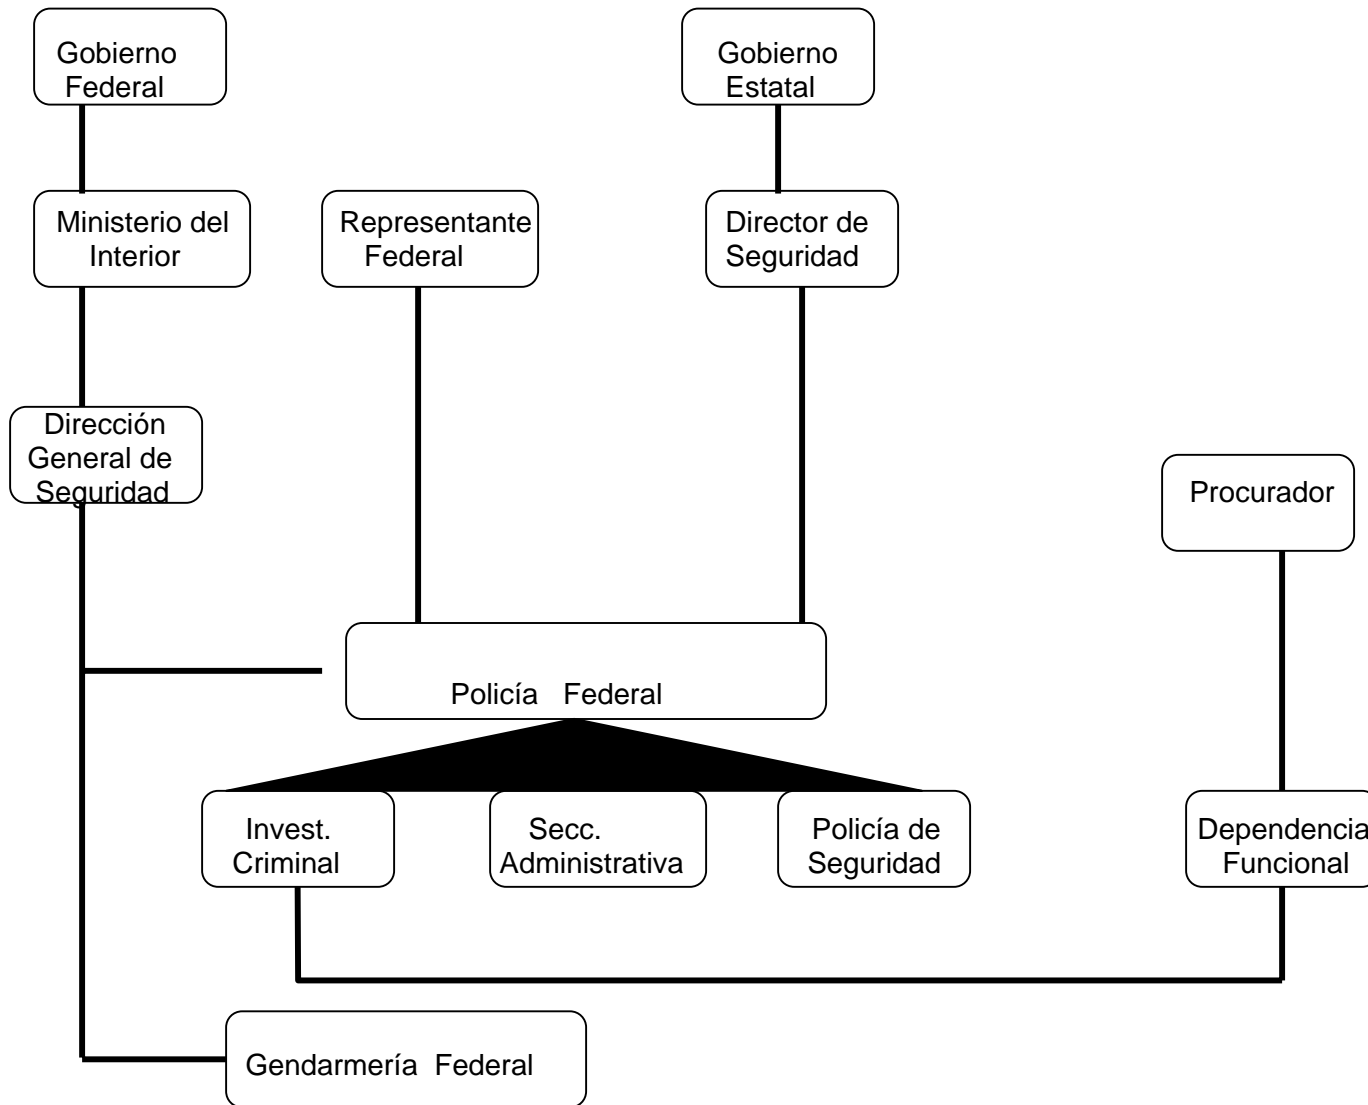 Gobierno
Federal
Gobierno
Estatal
Ministerio del
Interior
Representante
Federal
Director de
Seguridad
Dirección
General de
Seguridad
Procurador
Policía Federal
Invest.
Criminal
Secc.
Administrativa
Policía de
Seguridad
Dependencia
Funcional
Gendarmería Federal